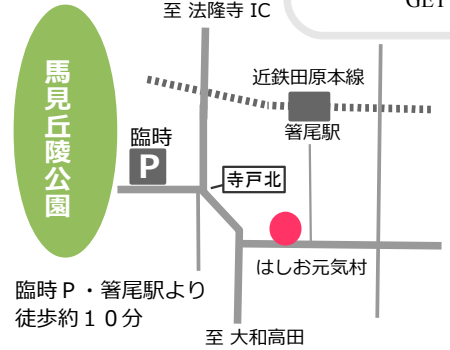 至 法隆寺 IC
GET
馬見丘陵公園
近鉄田原本線
箸尾駅
臨時
P
寺戸北
はしお元気村
臨時P・箸尾駅より
徒歩約10分
至 大和高田